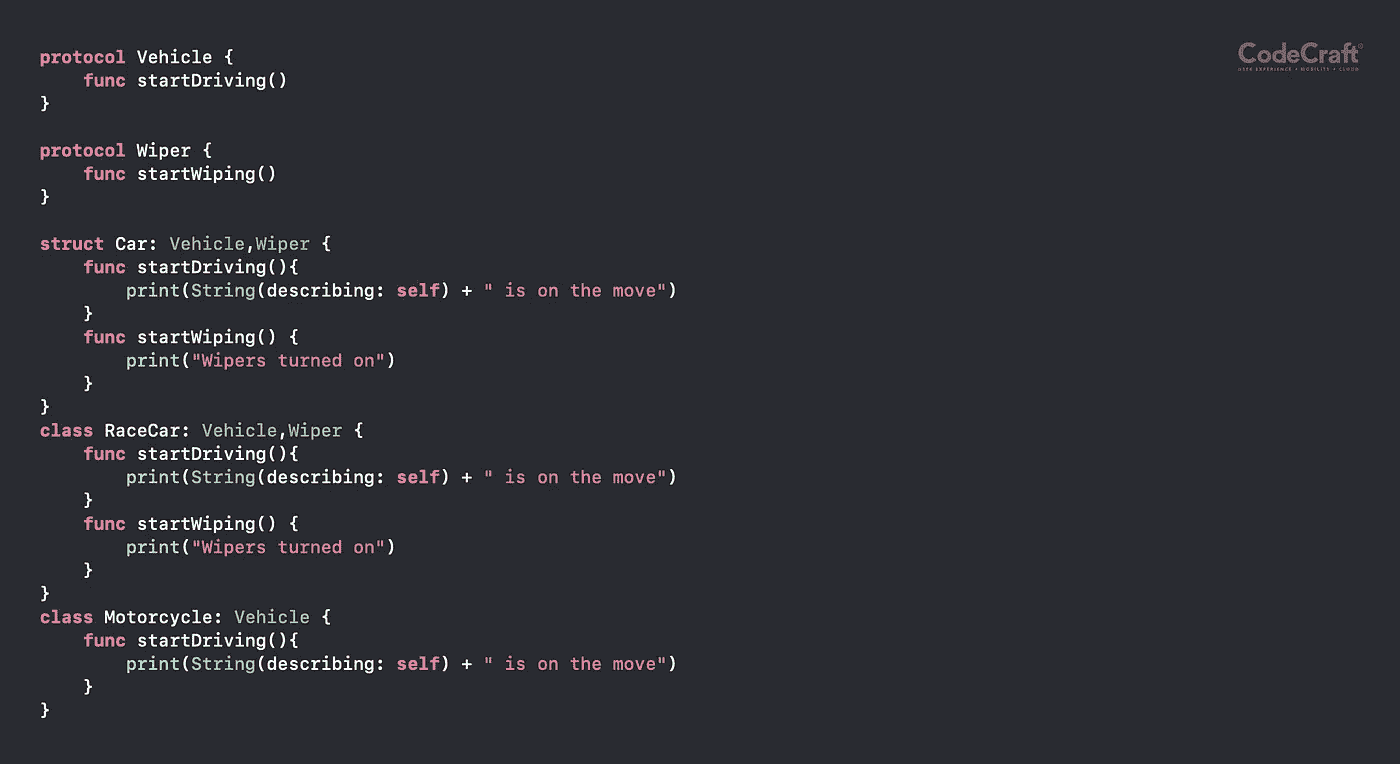 protocol Vehicle {
    func startDriving()
}

protocol Wiper {
    func startWiping()
}

struct Car: Vehicle,Wiper {
    func startDriving(){
        print(String(describing: self) + " is on the move")
    }
    func startWiping() {
        print("Wipers turned on")
    }
}
class RaceCar: Vehicle,Wiper {
    func startDriving(){
        print(String(describing: self) + " is on the move")
    }
    func startWiping() {
        print("Wipers turned on")
    }
}
class Motorcycle: Vehicle {
    func startDriving(){
        print(String(describing: self) + " is on the move")
    }
}
CodeCraft®
USER EXPERIENCE • MOBILITY • CLOUD